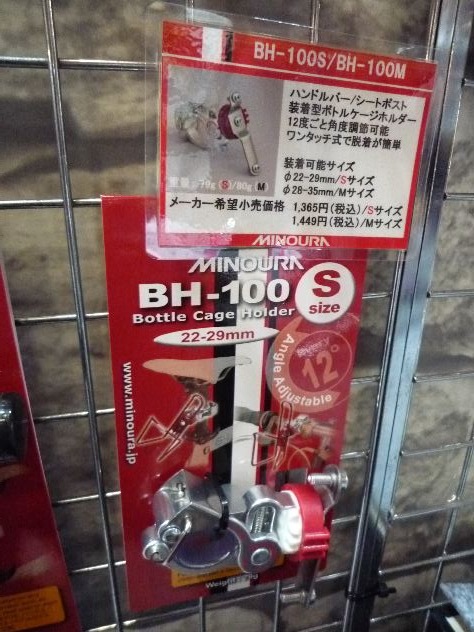 BH-100S/BH-100M
ハンドルバー/シートポスト
装着型ボトルケージホルダー
12度ごと角度調節可能
ワンタッチ式で脱着が簡単
装着可能サイズ
φ22-29mm/Sサイズ
φ28-35mm/Mサイズ
重量:79g(S)/80g(M)
メーカー希望小売価格 1,365円(税込)/Sサイズ
1,449円(税込)/Mサイズ
MINOURA
MINOURA
BH-100 S
size
Bottle Cage Holder
22-29mm
Every
12°
Angle Adjustable
www.minoura.jp
Weight